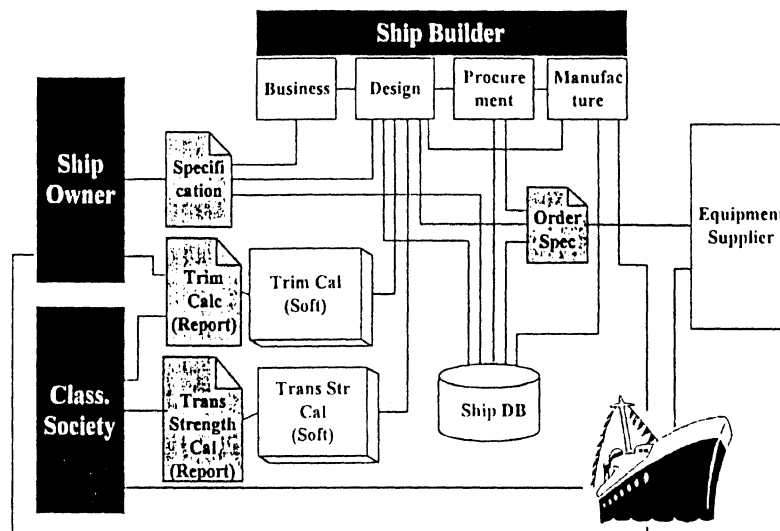 Ship Builder
Business
Design
Procure
ment
Manufac
ture
Ship
Owner
Specifi
cation
Order
Spec
Equipment
Supplier
Trim
Calc
(Report)
Trim Cal
(Soft)
Class.
Society
Trans
Strength
Cal
(Report)
Trans Str
Cal
(Soft)
Ship DB